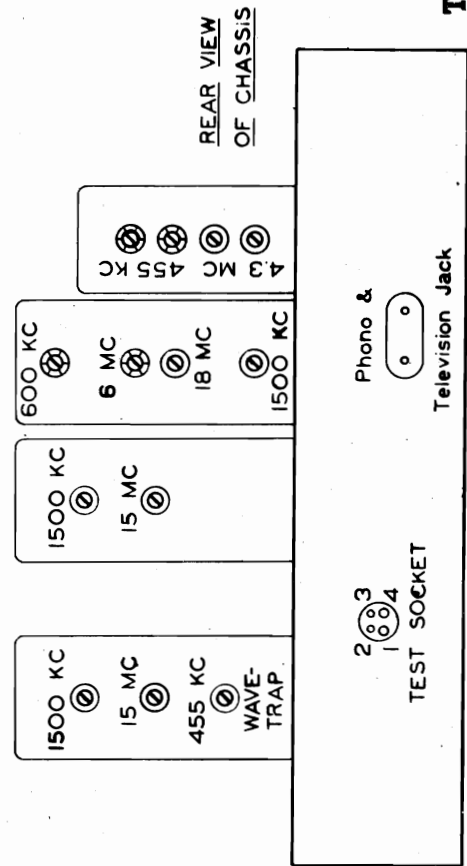 1500 KC
15 MC
455 KC
WAVE-
TRAP
1500 KC
15 MC
600 KC
6 MC
18 MC
1500 KC
455 KC
4.3 MC
REAR VIEW
OF CHASSIS
2 3
1 4
TEST SOCKET
Phono &
Television Jack
T